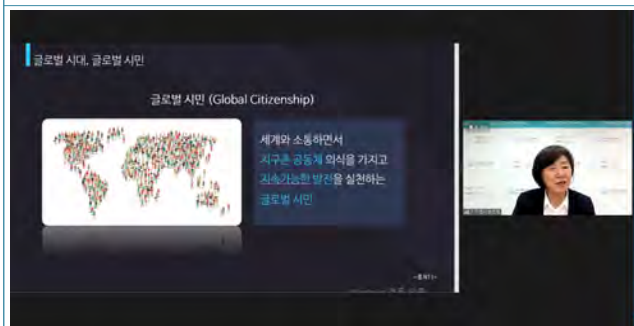 글로벌 시대, 글로벌 시민
글로벌 시민 (Global Citizenship)
세계와 소통하면서
지구촌 공동체 의식을 가지고
지속가능한 발전을 실천하는
글로벌 시민